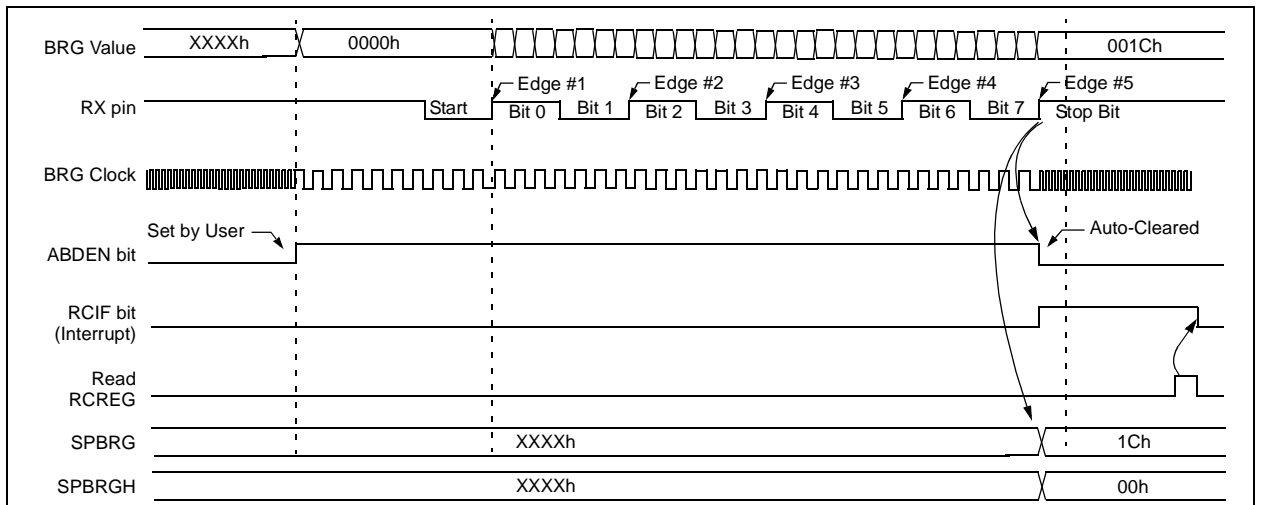 BRG Value XXXXh 0000h 001Ch
Edge #1 Edge #2 Edge #3 Edge #4 Edge #5
RX pin Start Bit 0 Bit 1 Bit 2 Bit 3 Bit 4 Bit 5 Bit 6 Bit 7 Stop Bit
BRG Clock
Set by User Auto-Cleared
ABDEN bit
RCIF bit
(Interrupt)
Read
RCREG
SPBRG XXXXh 1Ch
SPBRGH XXXXh 00h